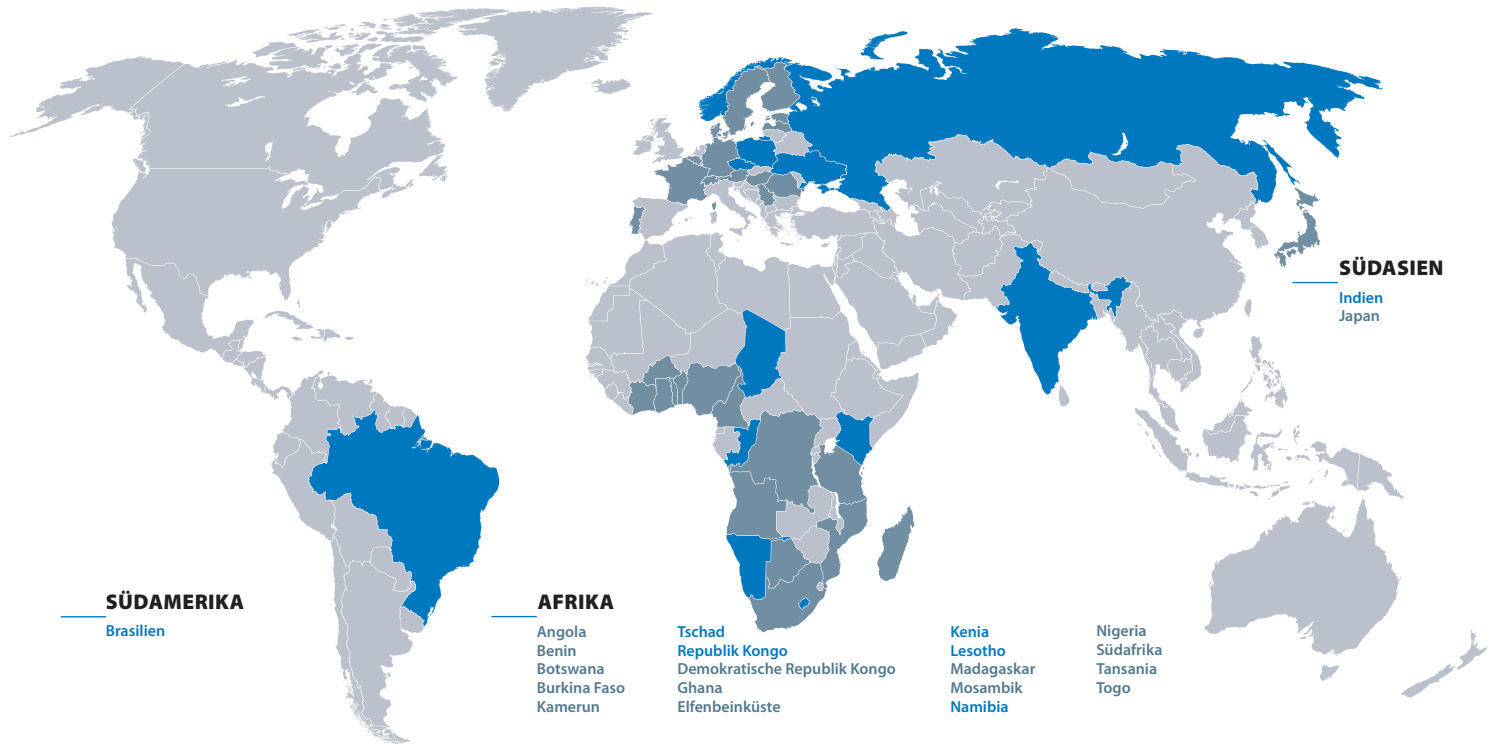 SÜDASIEN
Indien
Japan
SÜDAMERIKA
Brasilien
AFRIKA
Angola
Benin
Botswana
Burkina Faso
Kamerun
Tschad
Republik Kongo
Demokratische Republik Kongo
Ghana
Elfenbeinküste
Kenia
Lesotho
Madagaskar
Mosambik
Namibia
Nigeria
Südafrika
Tansania
Togo